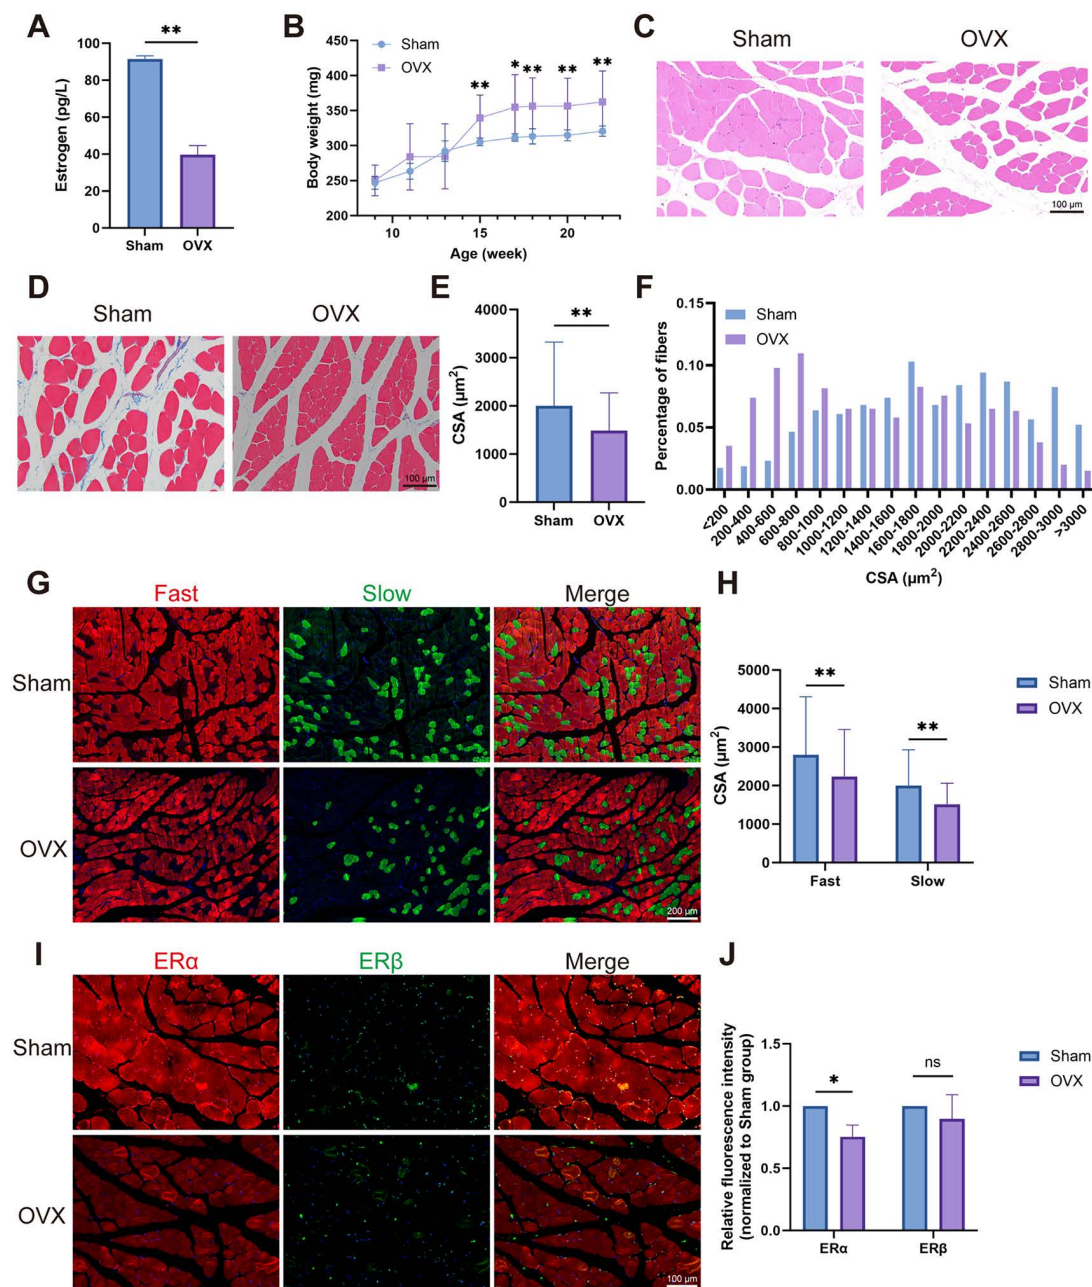 A
**
Estrogen (pg/L)
100
80
60
40
20
0
Sham OVX
B
Sham
OVX
Body weight (mg)
450
400
350
300
250
200
** * ** ** **
10 15 20
Age (week)
C
Sham OVX
100 µm
D
Sham OVX
100 µm
E
**
CSA (µm²)
4000
3000
2000
1000
0
Sham OVX
F
Sham
OVX
Percentage of fibers
0.15
0.10
0.05
0.00
<200
200-400
400-600
600-800
800-1000
1000-1200
1200-1400
1400-1600
1600-1800
1800-2000
2000-2200
2200-2400
2400-2600
2600-2800
2800-3000
>3000
CSA (µm²)
G
Fast Slow Merge
Sham
OVX
200 µm
H
Sham
OVX
CSA (µm²)
5000
4000
3000
2000
1000
0
** **
Fast Slow
I
ERα ERβ Merge
Sham
OVX
100 µm
J
Sham
OVX
Relative fluorescence intensity
(normalized to Sham group)
1.5
1.0
0.5
0.0
* ns
ERα ERβ